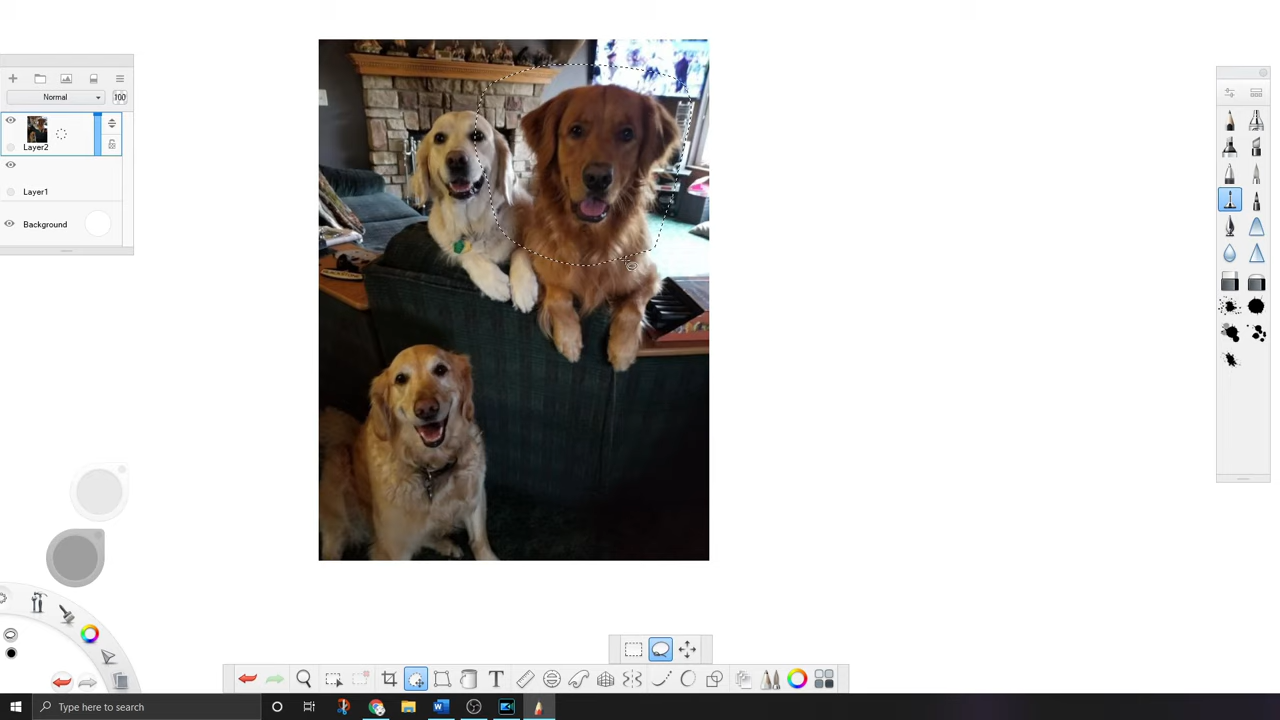 Normal
100
Layer2
Layer1
Background
T
Type here to search